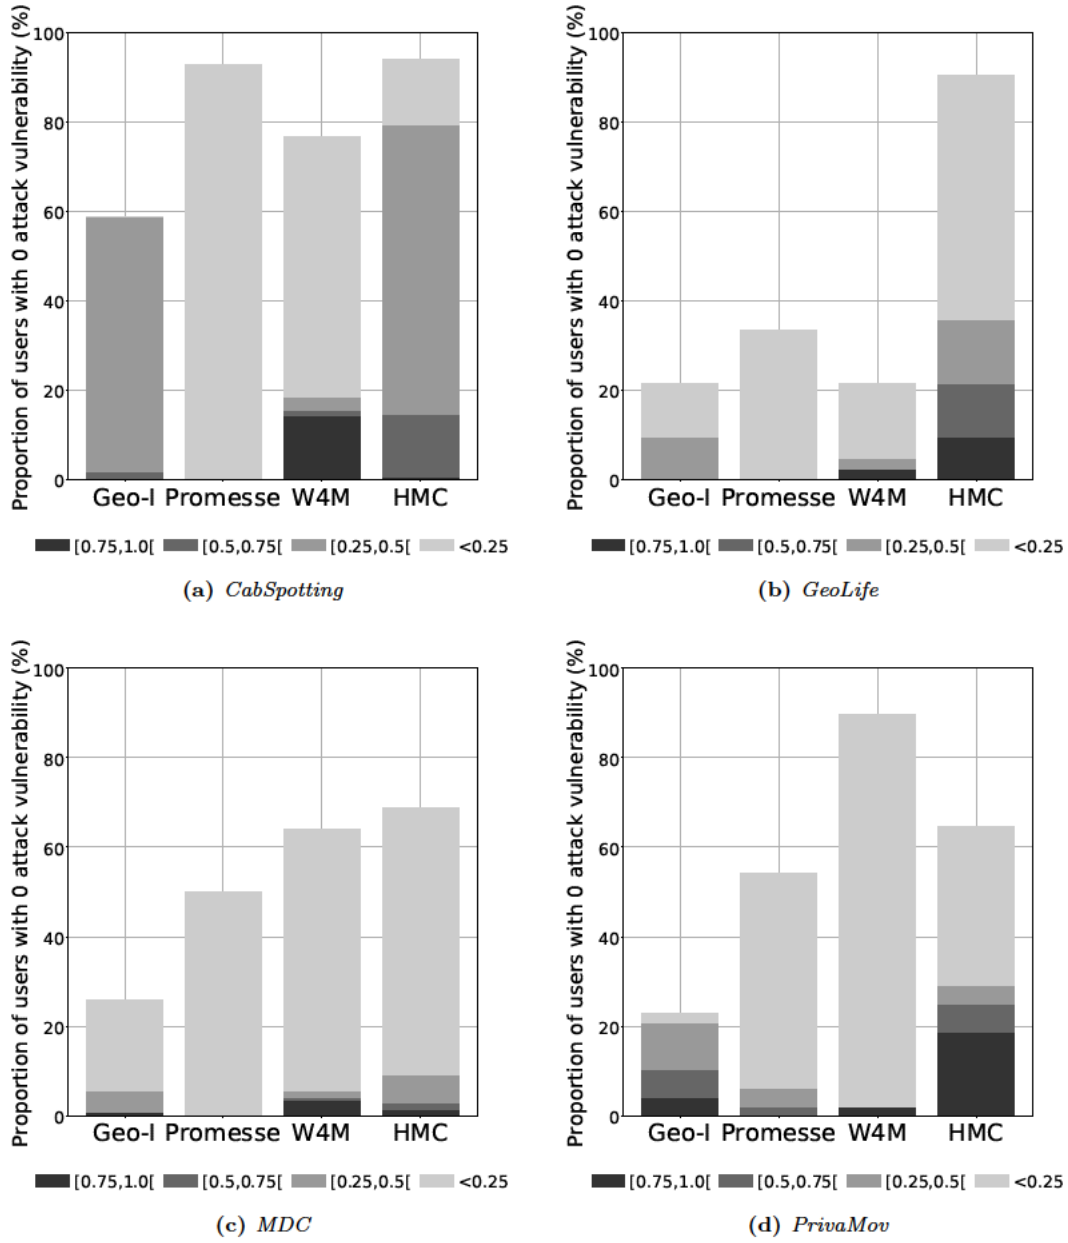 Proportion of users with 0 attack vulnerability (%)
100
80
60
40
20
0
Geo-I Promesse W4M HMC
[0.75,1.0[ [0.5,0.75[ [0.25,0.5[ <0.25
(a) CabSpotting
Proportion of users with 0 attack vulnerability (%)
100
80
60
40
20
0
Geo-I Promesse W4M HMC
[0.75,1.0[ [0.5,0.75[ [0.25,0.5[ <0.25
(b) GeoLife
Proportion of users with 0 attack vulnerability (%)
100
80
60
40
20
0
Geo-I Promesse W4M HMC
[0.75,1.0[ [0.5,0.75[ [0.25,0.5[ <0.25
(c) MDC
Proportion of users with 0 attack vulnerability (%)
100
80
60
40
20
0
Geo-I Promesse W4M HMC
[0.75,1.0[ [0.5,0.75[ [0.25,0.5[ <0.25
(d) PrivaMov